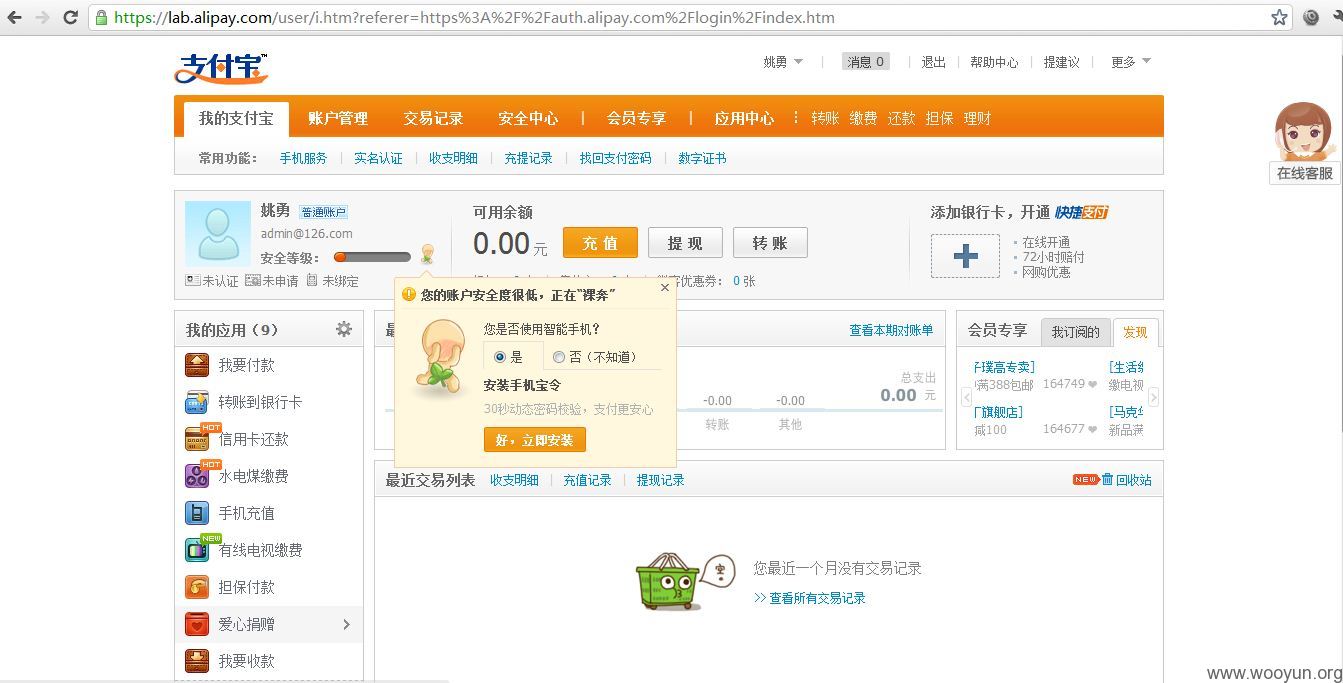 https://lab.alipay.com/user/i.htm?referer=https%3A%2F%2Fauth.alipay.com%2Flogin%2Findex.htm
支付宝™
姚勇 消息 0 退出 帮助中心 提建议 更多
我的支付宝 账户管理 交易记录 安全中心 会员专享 应用中心 转账 缴费 还款 担保 理财
常用功能： 手机服务 实名认证 收支明细 充提记录 找回支付密码 数字证书
在线客服
姚勇 普通账户
admin@126.com
安全等级：
未认证 未申请 未绑定
可用余额
0.00 元 充 值 提 现 转 账
优惠券： 0 张
添加银行卡，开通 快捷支付
在线开通
72小时赔付
网购优惠
您的账户安全度很低，正在“裸奔”
您是否使用智能手机？
是 否（不知道）
安装手机宝令
30秒动态密码校验，支付更安心
好，立即安装
我的应用（9）
我要付款
转账到银行卡
HOT
信用卡还款
HOT
水电煤缴费
手机充值
NEW
有线电视缴费
担保付款
爱心捐赠
我要收款
最
查看本期对账单
总支出
0.00 元
-0.00 -0.00
转账 其他
会员专享 我订阅的 发现
璞高专卖] [生活缤
满388包邮 164749 缴电视
旗舰店] [马克华
减100 164677 新品满
最近交易列表 收支明细 充值记录 提现记录 NEW 回收站
空。
您最近一个月没有交易记录
>> 查看所有交易记录
www.wooyun.org